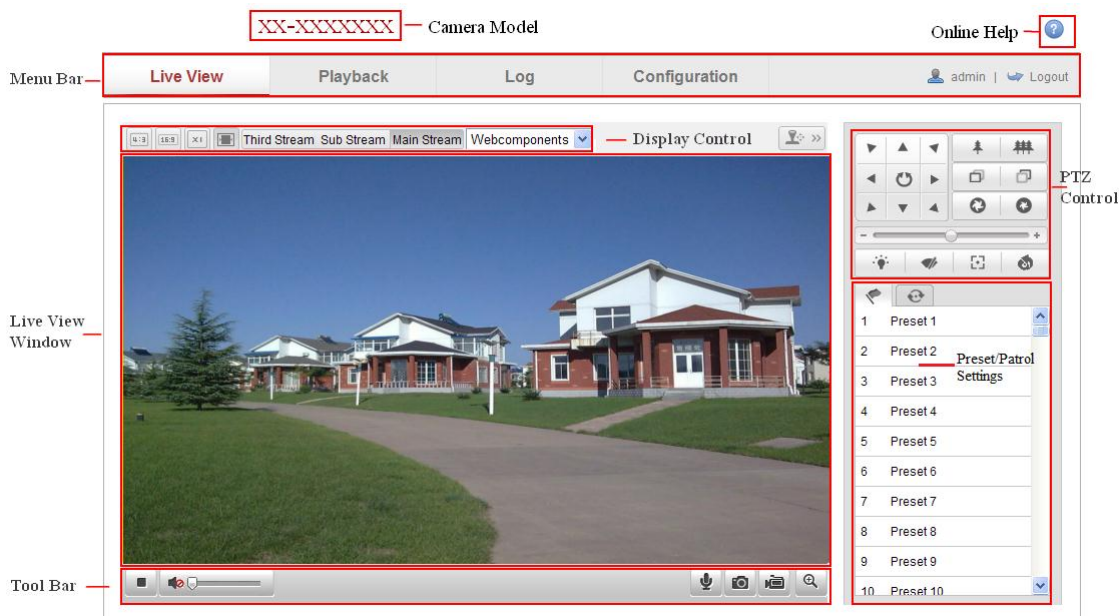 XX-XXXXXXX
Camera Model
Online Help
?
Menu Bar
Live View
Playback
Log
Configuration
admin | Logout
4:3
16:9
X1
Third Stream Sub Stream Main Stream Webcomponents
Display Control
PTZ
Control
Live View
Window
1 Preset 1
2 Preset 2
Preset/Patrol
Settings
3 Preset 3
4 Preset 4
5 Preset 5
6 Preset 6
7 Preset 7
8 Preset 8
9 Preset 9
10 Preset 10
Tool Bar